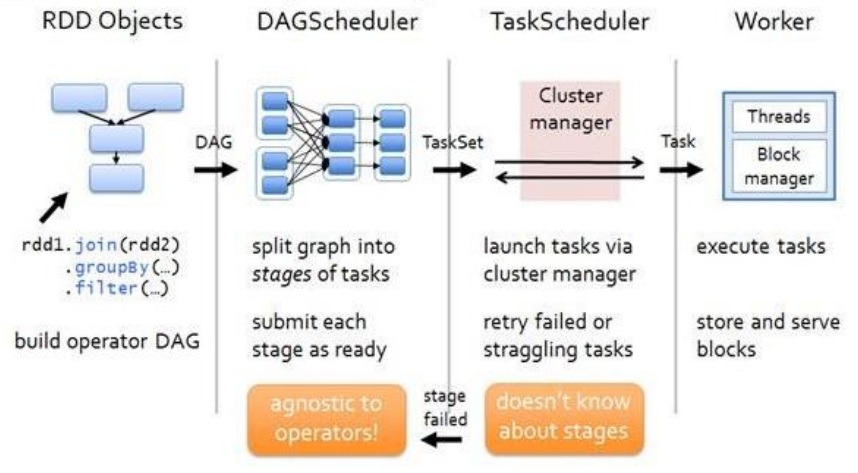 RDD Objects
DAGScheduler
TaskScheduler
Worker
DAG
TaskSet
Cluster
manager
Task
Threads
Block
manager
rdd1.join(rdd2)
.groupBy(…)
.filter(…)
build operator DAG
split graph into
stages of tasks
submit each
stage as ready
launch tasks via
cluster manager
retry failed or
straggling tasks
execute tasks
store and serve
blocks
agnostic to
operators!
stage
failed
doesn't know
about stages